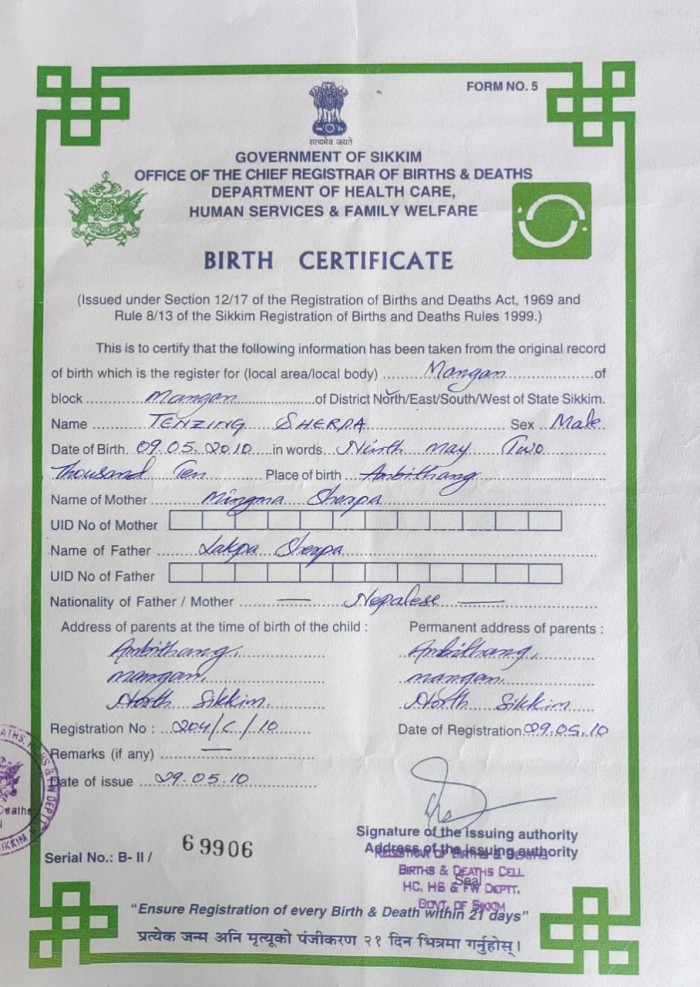 FORM NO. 5
सत्यमेव जयते
GOVERNMENT OF SIKKIM
OFFICE OF THE CHIEF REGISTRAR OF BIRTHS & DEATHS
DEPARTMENT OF HEALTH CARE,
HUMAN SERVICES & FAMILY WELFARE
BIRTH CERTIFICATE
(Issued under Section 12/17 of the Registration of Births and Deaths Act, 1969 and
Rule 8/13 of the Sikkim Registration of Births and Deaths Rules 1999.)
This is to certify that the following information has been taken from the original record
of birth which is the register for (local area/local body) Mangan of
block Mangan of District North/East/South/West of State Sikkim.
Name TENZING SHERPA Sex Male
Date of Birth 09.05.2010 in words Ninth may Two
Thousand Ten Place of birth Ambithang
Name of Mother Mingma Sherpa
UID No of Mother
Name of Father Lakpa Sherpa
UID No of Father
Nationality of Father / Mother — Nepalese —
Address of parents at the time of birth of the child : Permanent address of parents :
Ambithang, Ambithang,
mangan, mangan
North Sikkim. North Sikkim
Registration No : 204/C/10 Date of Registration 29.05.10
Remarks (if any) —
Date of issue 29.05.10
Signature of the issuing authority
Address of the issuing authority
BIRTHS & DEATHS CELL
Seal
HC, HS & FW DEPTT.
GOVT. OF SIKKIM
Serial No.: B- II / 69906
"Ensure Registration of every Birth & Death within 21 days"
प्रत्येक जन्म अनि मृत्यूको पंजीकरण २१ दिन भित्रमा गर्नुहोस्।